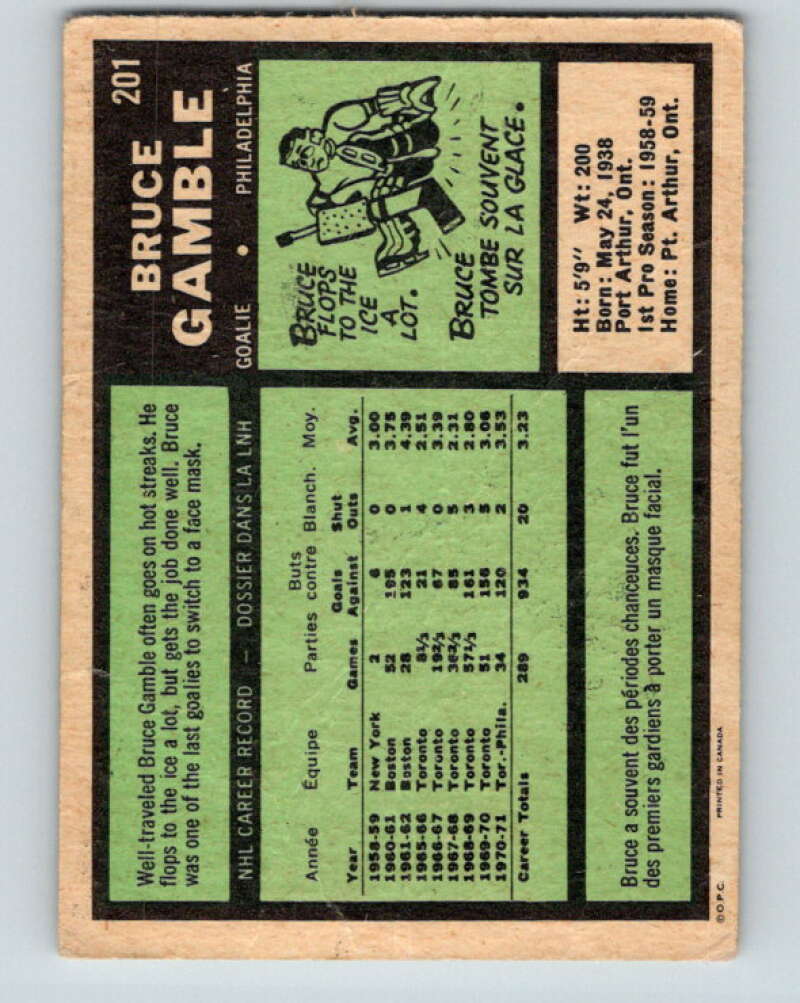 201
BRUCE
GAMBLE
GOALIE • PHILADELPHIA
Well-traveled Bruce Gamble often goes on hot streaks. He
flops to the ice a lot, but gets the job done well. Bruce
was one of the last goalies to switch to a face mask.
NHL CAREER RECORD – DOSSIER DANS LA LNH
Année Équipe Parties Buts contre Blanch. Moy.
Year Team Games Goals Against Shut Outs Avg.
1958-59 New York 2 6 0 3.00
1960-61 Boston 52 195 0 3.75
1961-62 Boston 28 123 1 4.39
1965-66 Toronto 8⅓ 21 4 2.51
1966-67 Toronto 19⅔ 67 0 3.39
1967-68 Toronto 36⅔ 85 5 2.31
1968-69 Toronto 57⅓ 161 3 2.80
1969-70 Toronto 51 156 5 3.06
1970-71 Tor.-Phila. 34 120 2 3.53
Career Totals 289 934 20 3.23
BRUCE
FLOPS
TO THE
ICE
A
LOT.
BRUCE
TOMBE SOUVENT
SUR LA GLACE.
Ht: 5'9" Wt: 200
Born: May 24, 1938
Port Arthur, Ont.
1st Pro Season: 1958-59
Home: Pt. Arthur, Ont.
Bruce a souvent des périodes chanceuces. Bruce fut l'un
des premiers gardiens à porter un masque facial.
© O.P.C. PRINTED IN CANADA